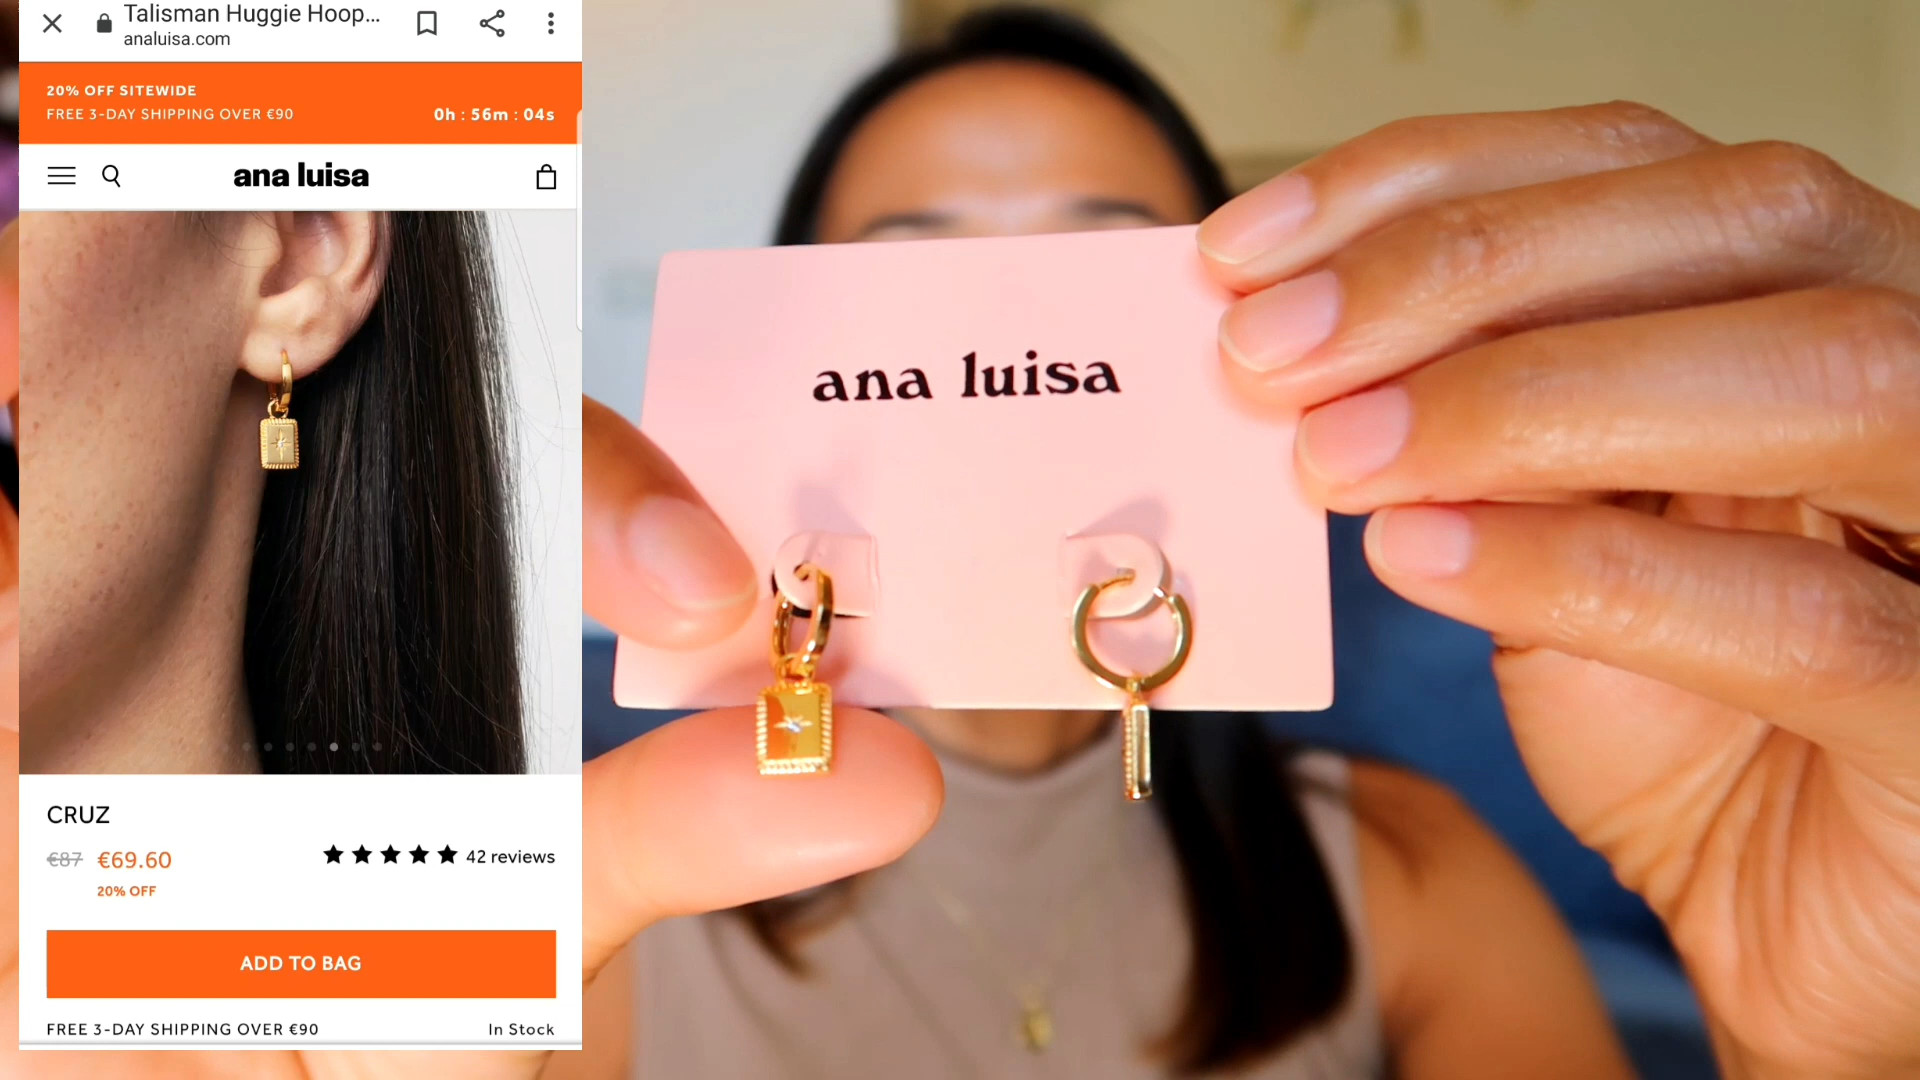 Talisman Huggie Hoop...
analuisa.com
20% OFF SITEWIDE
FREE 3-DAY SHIPPING OVER €90
0h : 56m : 04s
ana luisa
CRUZ
€87 €69.60
20% OFF
42 reviews
ADD TO BAG
FREE 3-DAY SHIPPING OVER €90
In Stock
ana luisa